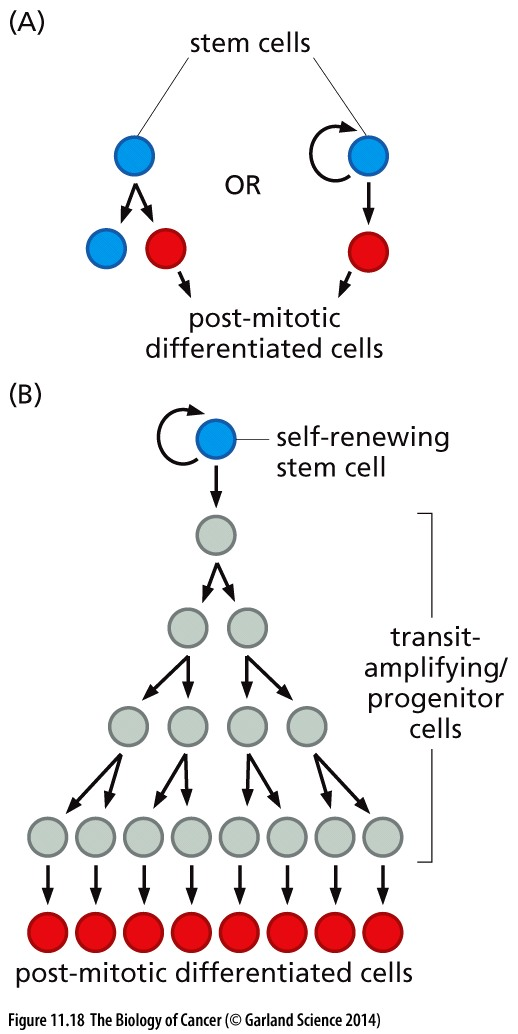 (A)
stem cells
OR
post-mitotic
differentiated cells
(B)
self-renewing
stem cell
transit-
amplifying/
progenitor
cells
post-mitotic differentiated cells
Figure 11.18 The Biology of Cancer (© Garland Science 2014)